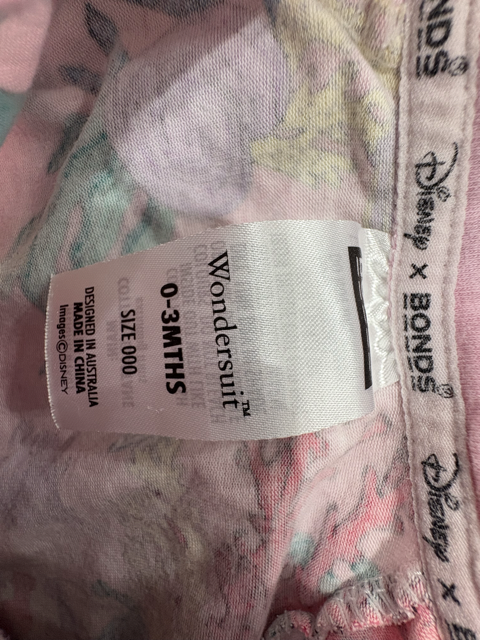 Wondersuit™
0-3MTHS
SIZE 000
DESIGNED IN AUSTRALIA
MADE IN CHINA
Images©DISNEY
BONDS
Disney x BONDS
Disney x B